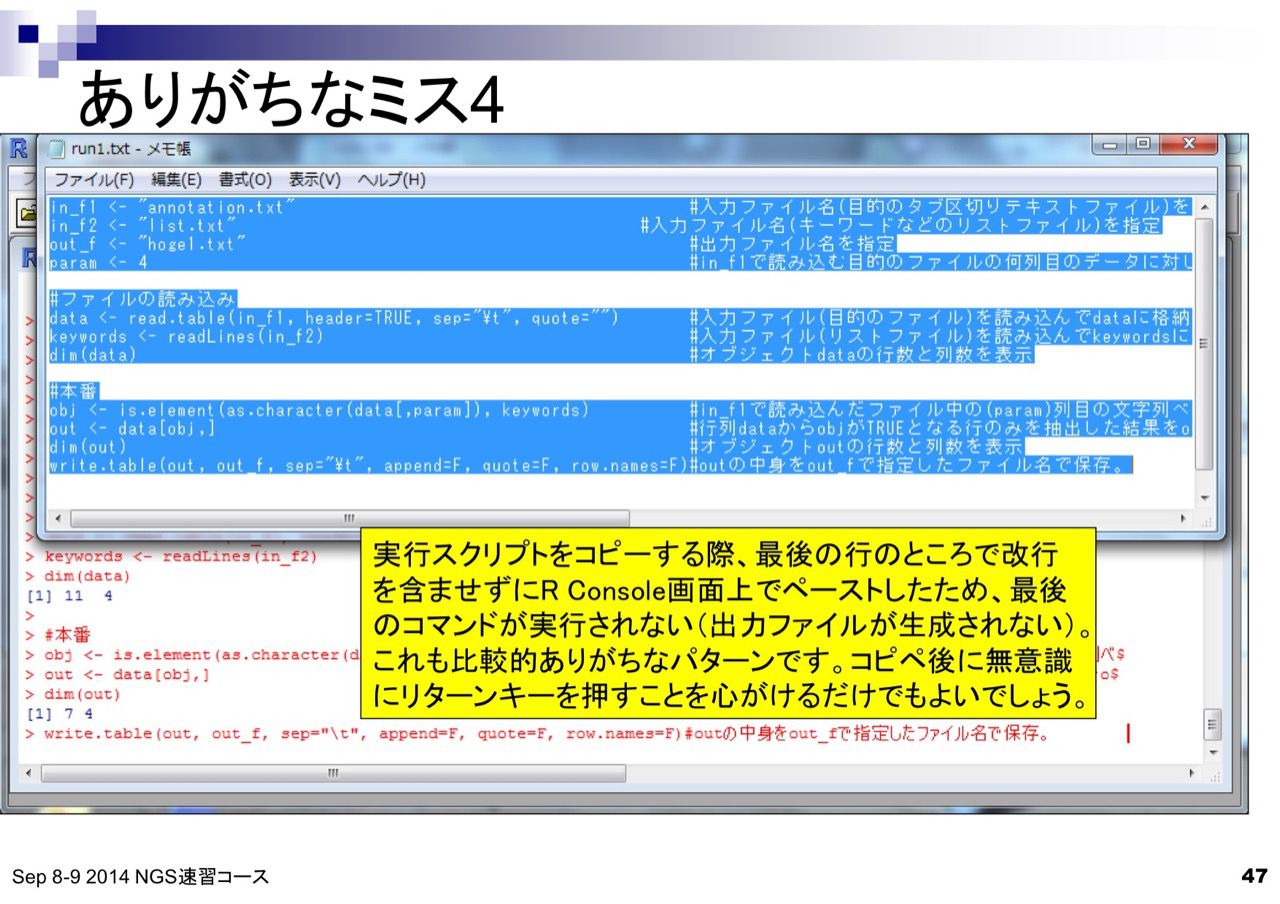 ありがちなミス4
run1.txt - メモ帳
ファイル(F) 編集(E) 書式(O) 表示(V) ヘルプ(H)
in_f1 <- "annotation.txt" #入力ファイル名(目的のタブ区切りテキストファイル)を
in_f2 <- "list.txt" #入力ファイル名(キーワードなどのリストファイル)を指定
out_f <- "hoge1.txt" #出力ファイル名を指定
param <- 4 #in_f1で読み込む目的のファイルの何列目のデータに対し
#ファイルの読み込み
data <- read.table(in_f1, header=TRUE, sep="¥t", quote="") #入力ファイル(目的のファイル)を読み込んでdataに格納
keywords <- readLines(in_f2) #入力ファイル(リストファイル)を読み込んでkeywordsに
dim(data) #オブジェクトdataの行数と列数を表示
#本番
obj <- is.element(as.character(data[,param]), keywords) #in_f1で読み込んだファイル中の(param)列目の文字列ベ
out <- data[obj,] #行列dataからobjがTRUEとなる行のみを抽出した結果をo
dim(out) #オブジェクトoutの行数と列数を表示
write.table(out, out_f, sep="¥t", append=F, quote=F, row.names=F)#outの中身をout_fで指定したファイル名で保存。
> keywords <- readLines(in_f2)
> dim(data)
[1] 11 4
>
> #本番
> obj <- is.element(as.character(d
ベ$
> out <- data[obj,]
o$
> dim(out)
[1] 7 4
> write.table(out, out_f, sep="\t", append=F, quote=F, row.names=F)#outの中身をout_fで指定したファイル名で保存。
実行スクリプトをコピーする際、最後の行のところで改行
を含ませずにR Console画面上でペーストしたため、最後
のコマンドが実行されない(出力ファイルが生成されない)。
これも比較的ありがちなパターンです。コピペ後に無意識
にリターンキーを押すことを心がけるだけでもよいでしょう。
Sep 8-9 2014 NGS速習コース
47